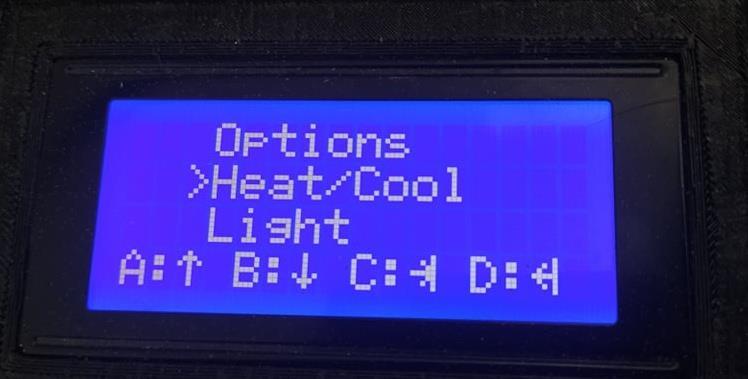 Options
>Heat/Cool
Light
A:↑ B:↓ C: D: